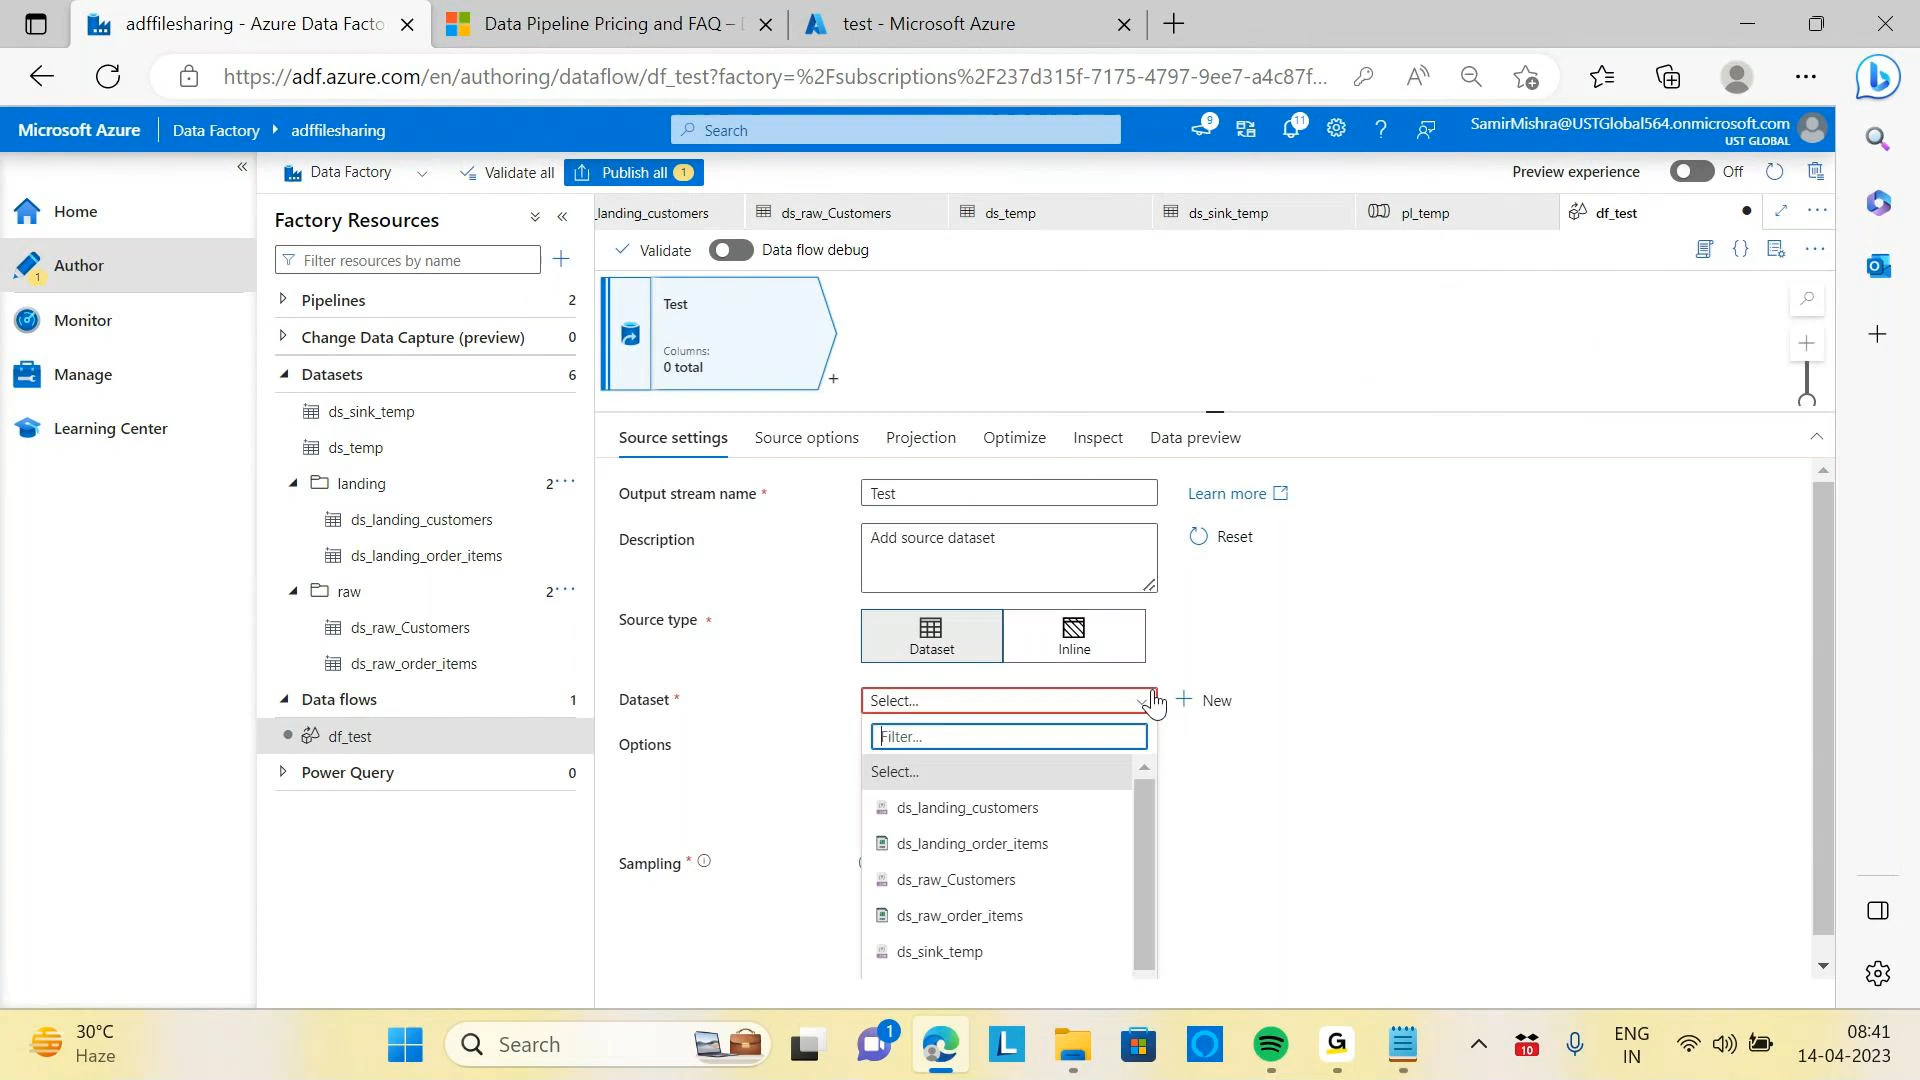 adffilesharing - Azure Data Facto
Data Pipeline Pricing and FAQ –
test - Microsoft Azure
https://adf.azure.com/en/authoring/dataflow/df_test?factory=%2Fsubscriptions%2F237d315f-7175-4797-9ee7-a4c87f...
Microsoft Azure
Data Factory
adffilesharing
Search
9
11
SamirMishra@USTGlobal564.onmicrosoft.com
UST GLOBAL
Data Factory
Validate all
Publish all 1
Preview experience
Off
Home
Author
1
Monitor
Manage
Learning Center
Factory Resources
Filter resources by name
Pipelines 2
Change Data Capture (preview) 0
Datasets 6
ds_sink_temp
ds_temp
landing 2 ...
ds_landing_customers
ds_landing_order_items
raw 2 ...
ds_raw_Customers
ds_raw_order_items
Data flows 1
df_test
Power Query 0
_landing_customers
ds_raw_Customers
ds_temp
ds_sink_temp
pl_temp
df_test
Validate
Data flow debug
Test
Columns:
0 total
Source settings
Source options
Projection
Optimize
Inspect
Data preview
Output stream name *
Test
Learn more
Description
Add source dataset
Reset
Source type *
Dataset
Inline
Dataset *
Select...
New
Options
Filter...
Select...
ds_landing_customers
ds_landing_order_items
ds_raw_Customers
ds_raw_order_items
ds_sink_temp
Sampling *
30°C
Haze
Search
1
10
ENG
IN
08:41
14-04-2023